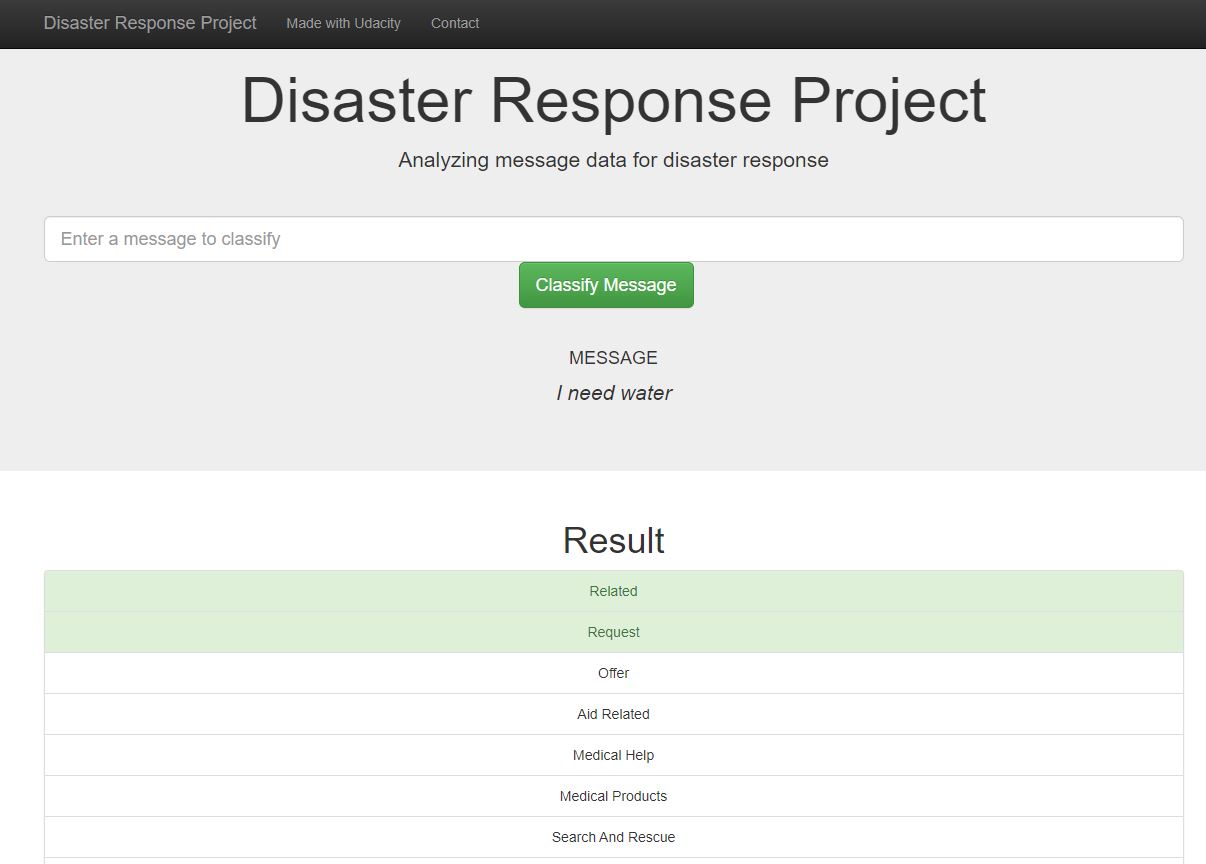 Disaster Response Project Made with Udacity Contact
Disaster Response Project
Analyzing message data for disaster response
Enter a message to classify
Classify Message
MESSAGE
I need water
Result
Related
Request
Offer
Aid Related
Medical Help
Medical Products
Search And Rescue